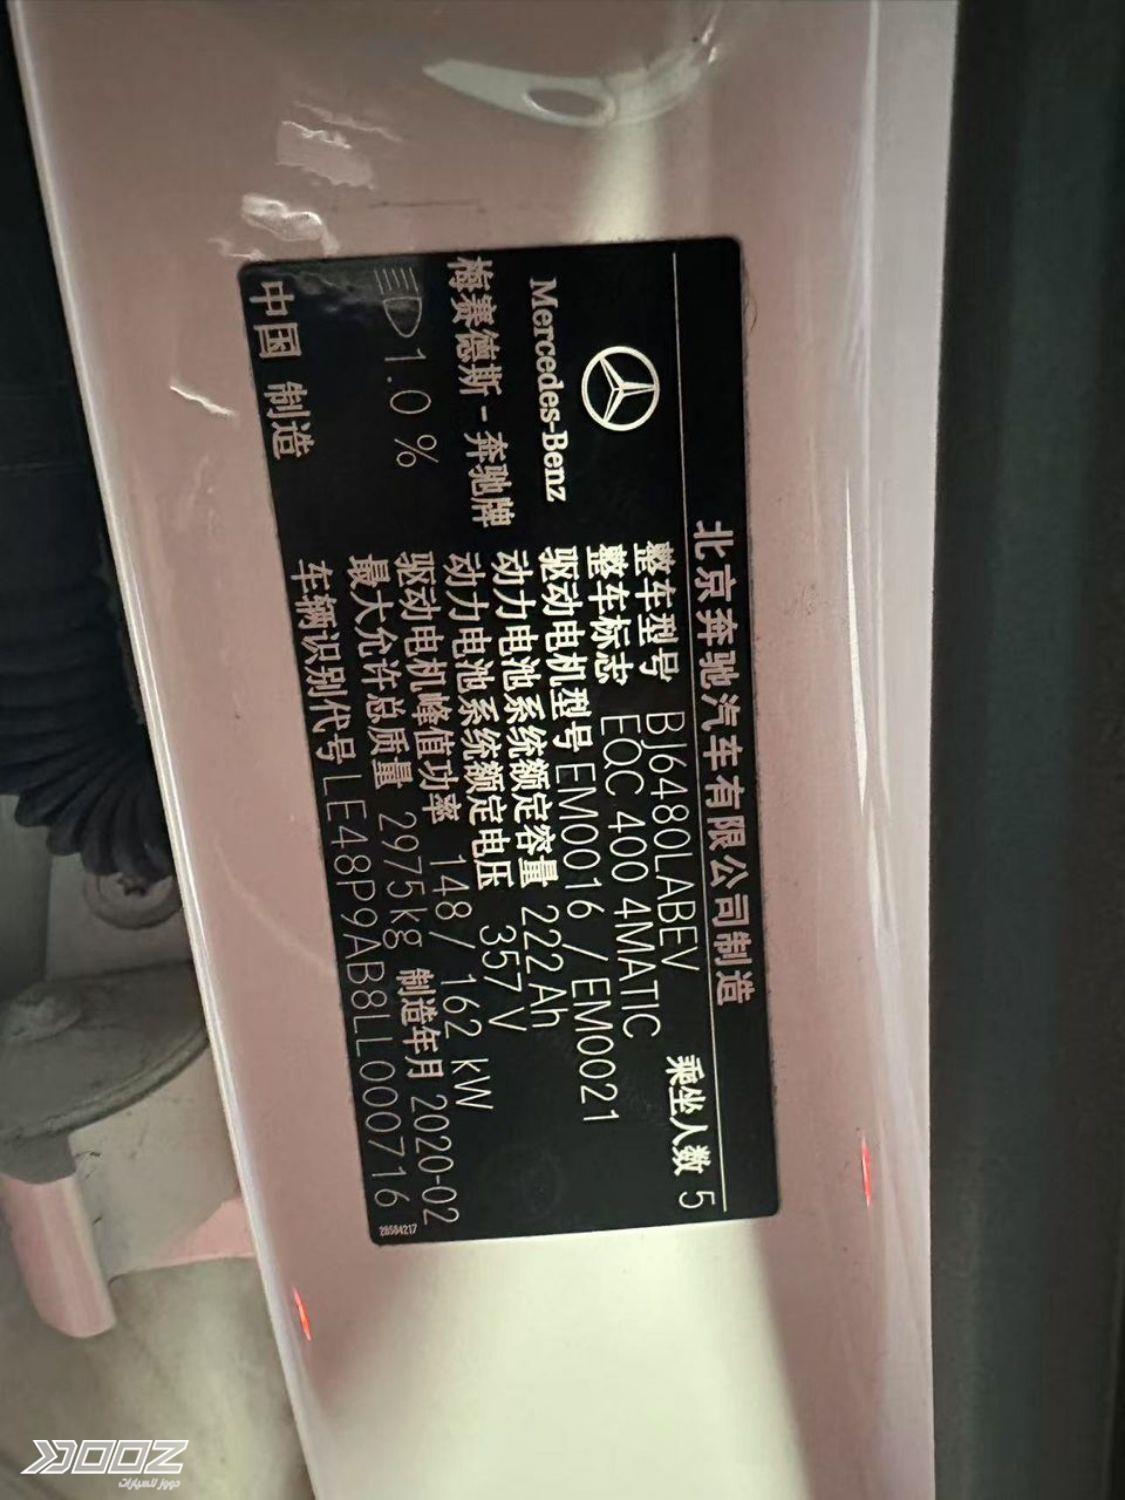 北京奔驰汽车有限公司制造
Mercedes-Benz
梅赛德斯-奔驰牌
1.0 %
中国 制造
整车型号 BJ6480LABEV 乘坐人数 5
整车标志 EQC 400 4MATIC
驱动电机型号 EM0016 / EM0021
动力电池系统额定容量 222Ah
动力电池系统额定电压 357 V
驱动电机峰值功率 148 / 162 kW
最大允许总质量 2975kg 制造年月 2020-02
车辆识别代号 LE48P9AB8LL000716
28584217
DOOZ
دووز للسيارات